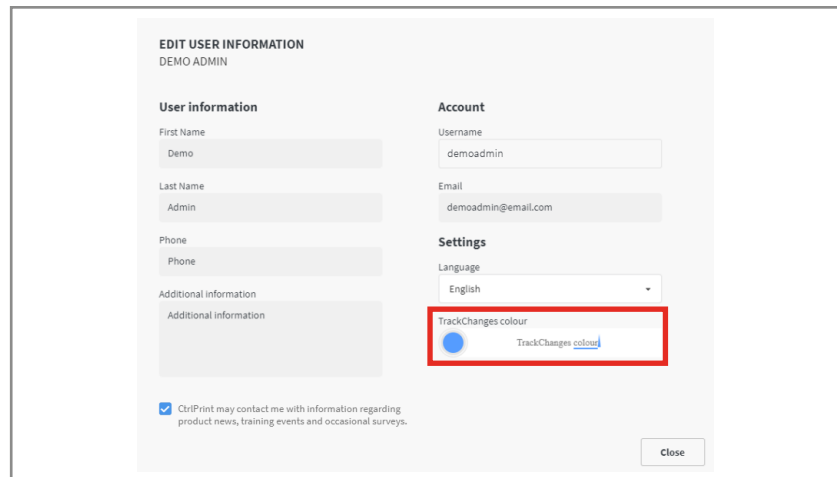 EDIT USER INFORMATION
DEMO ADMIN
User information
First Name
Demo
Last Name
Admin
Phone
Phone
Additional information
Additional information
CtrlPrint may contact me with information regarding
product news, training events and occasional surveys.
Account
Username
demoadmin
Email
demoadmin@email.com
Settings
Language
English
TrackChanges colour
TrackChanges colour
Close